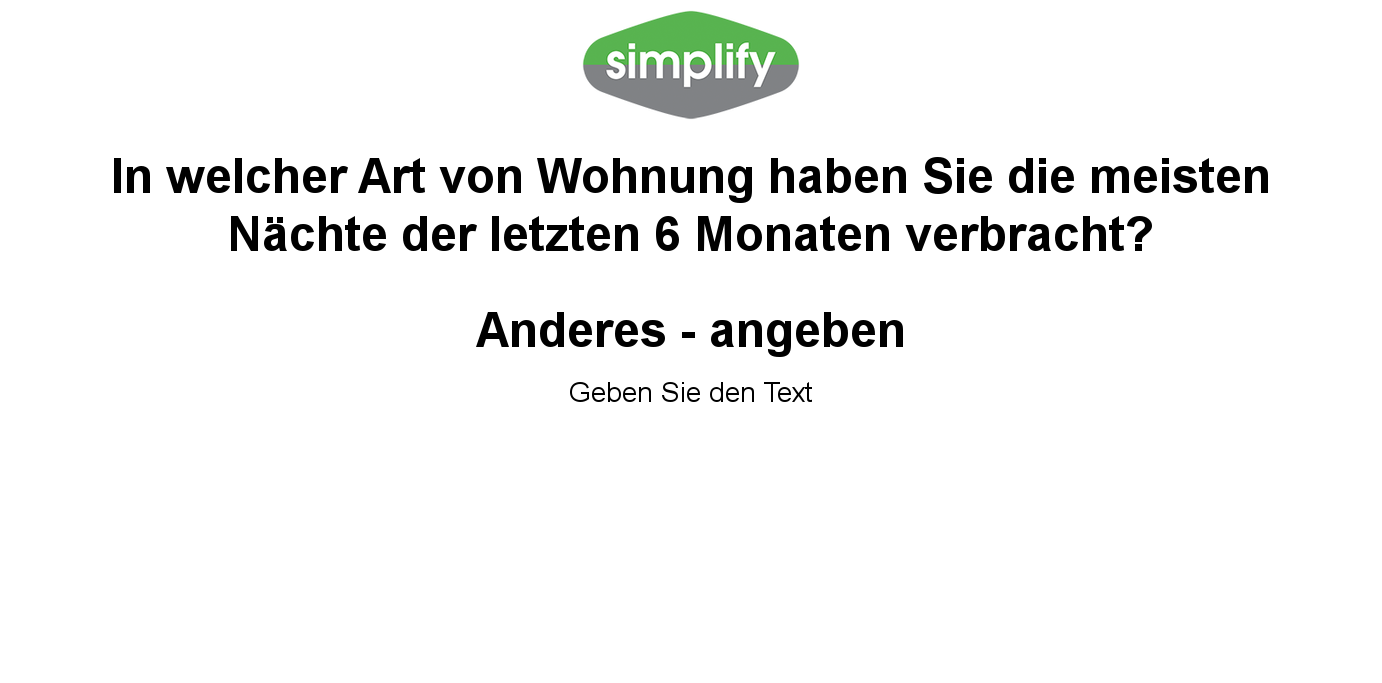 simplify
In welcher Art von Wohnung haben Sie die meisten
Nächte der letzten 6 Monaten verbracht?
Anderes - angeben
Geben Sie den Text